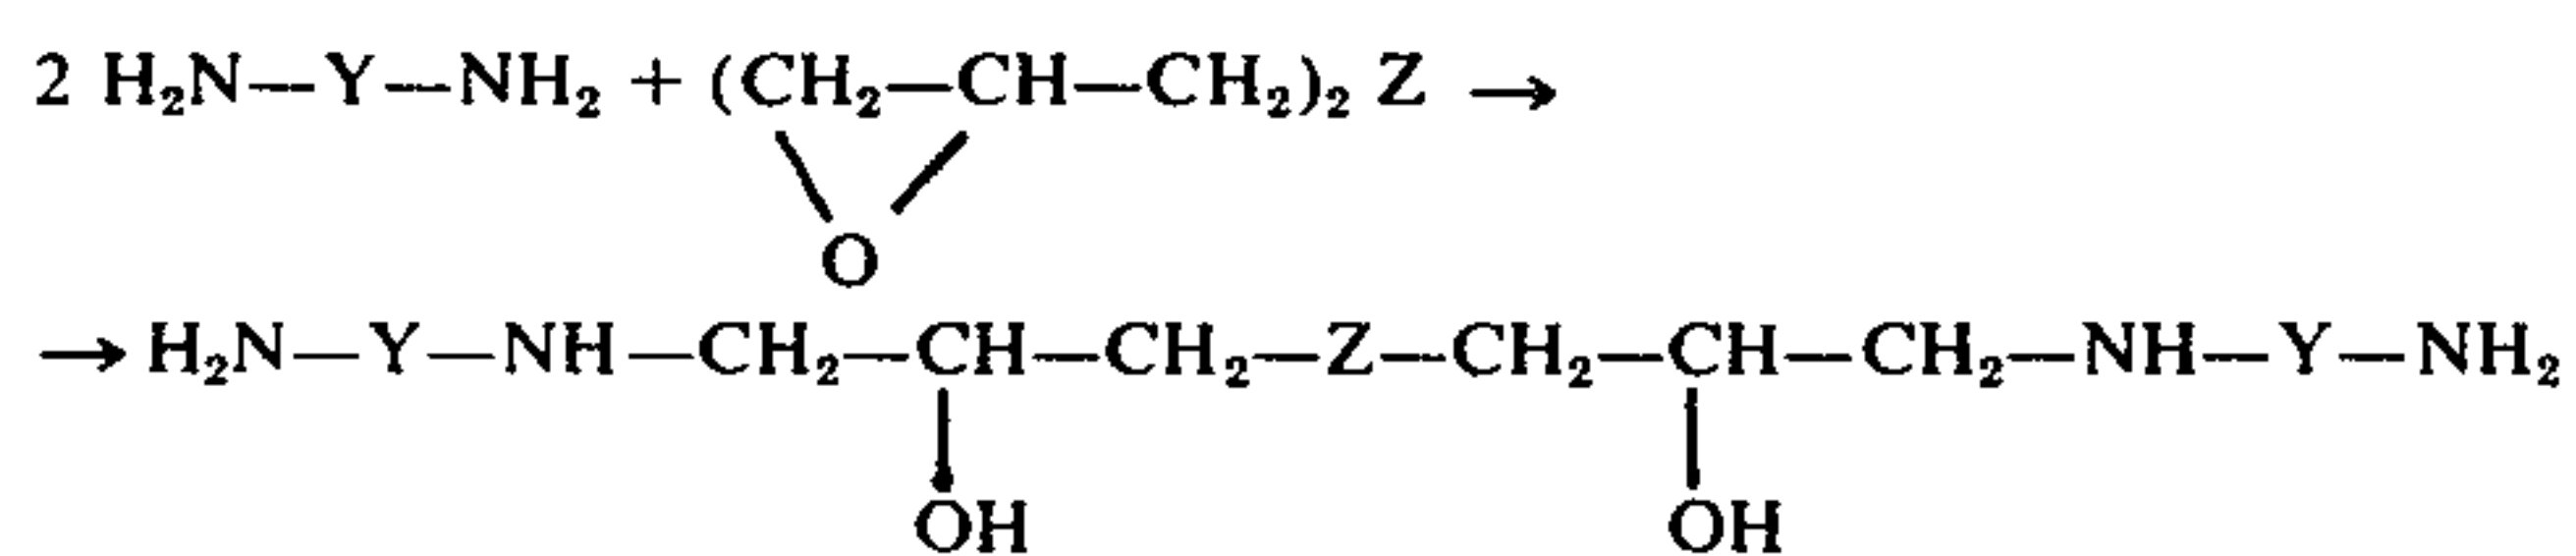 2 H₂N—Y—NH₂ + (CH₂—CH—CH₂)₂ Z →
O
→ H₂N—Y—NH—CH₂—CH—CH₂—Z—CH₂—CH—CH₂—NH—Y—NH₂
OH OH